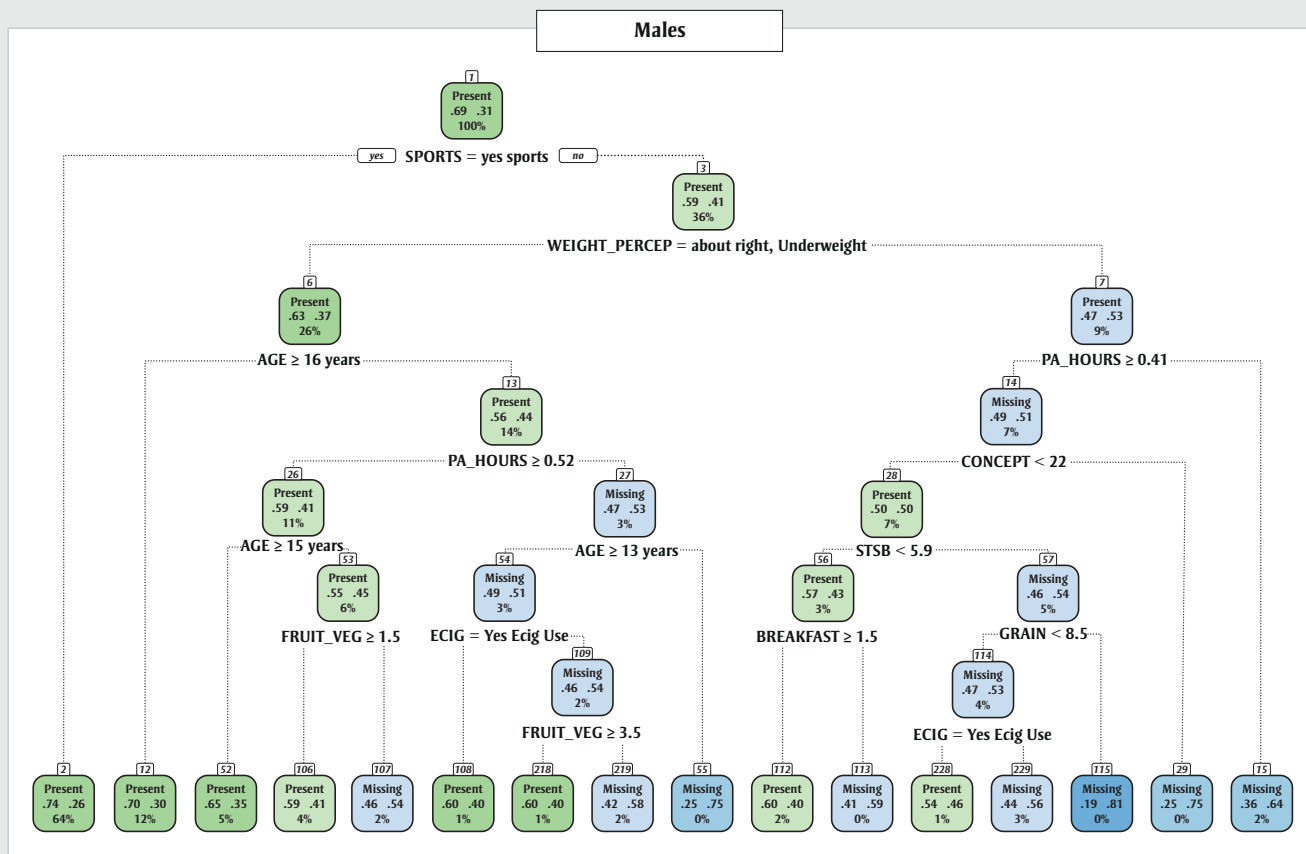 Males
1
Present
.69 .31
100%
yes SPORTS = yes sports no
3
Present
.59 .41
36%
WEIGHT_PERCEP = about right, Underweight
6
Present
.63 .37
26%
7
Present
.47 .53
9%
AGE ≥ 16 years
PA_HOURS ≥ 0.41
13
Present
.56 .44
14%
14
Missing
.49 .51
7%
PA_HOURS ≥ 0.52
CONCEPT < 22
26
Present
.59 .41
11%
27
Missing
.47 .53
3%
28
Present
.50 .50
7%
AGE ≥ 15 years
AGE ≥ 13 years
STSB < 5.9
53
Present
.55 .45
6%
54
Missing
.49 .51
3%
56
Present
.57 .43
3%
57
Missing
.46 .54
5%
FRUIT_VEG ≥ 1.5
ECIG = Yes Ecig Use
BREAKFAST ≥ 1.5
GRAIN < 8.5
109
Missing
.46 .54
2%
114
Missing
.47 .53
4%
FRUIT_VEG ≥ 3.5
ECIG = Yes Ecig Use
2
Present
.74 .26
64%
12
Present
.70 .30
12%
52
Present
.65 .35
5%
106
Present
.59 .41
4%
107
Missing
.46 .54
2%
108
Present
.60 .40
1%
218
Present
.60 .40
1%
219
Missing
.42 .58
2%
55
Missing
.25 .75
0%
112
Present
.60 .40
2%
113
Missing
.41 .59
0%
228
Present
.54 .46
1%
229
Missing
.44 .56
3%
115
Missing
.19 .81
0%
29
Missing
.25 .75
0%
15
Missing
.36 .64
2%